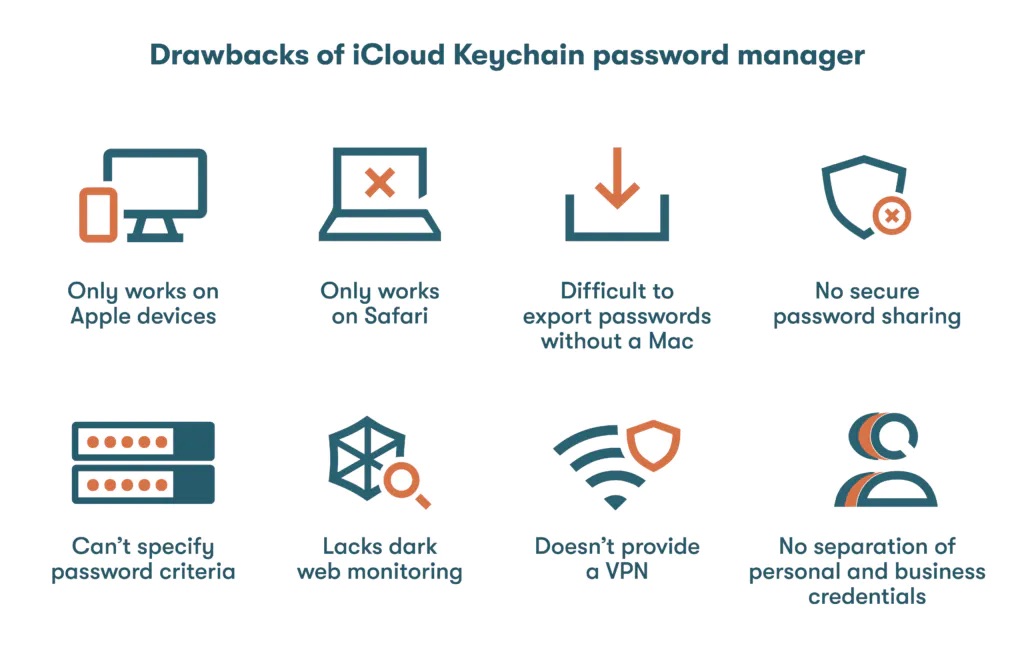 Drawbacks of iCloud Keychain password manager
Only works on
Apple devices
Only works
on Safari
Difficult to
export passwords
without a Mac
No secure
password sharing
Can't specify
password criteria
Lacks dark
web monitoring
Doesn't provide
a VPN
No separation of
personal and business
credentials